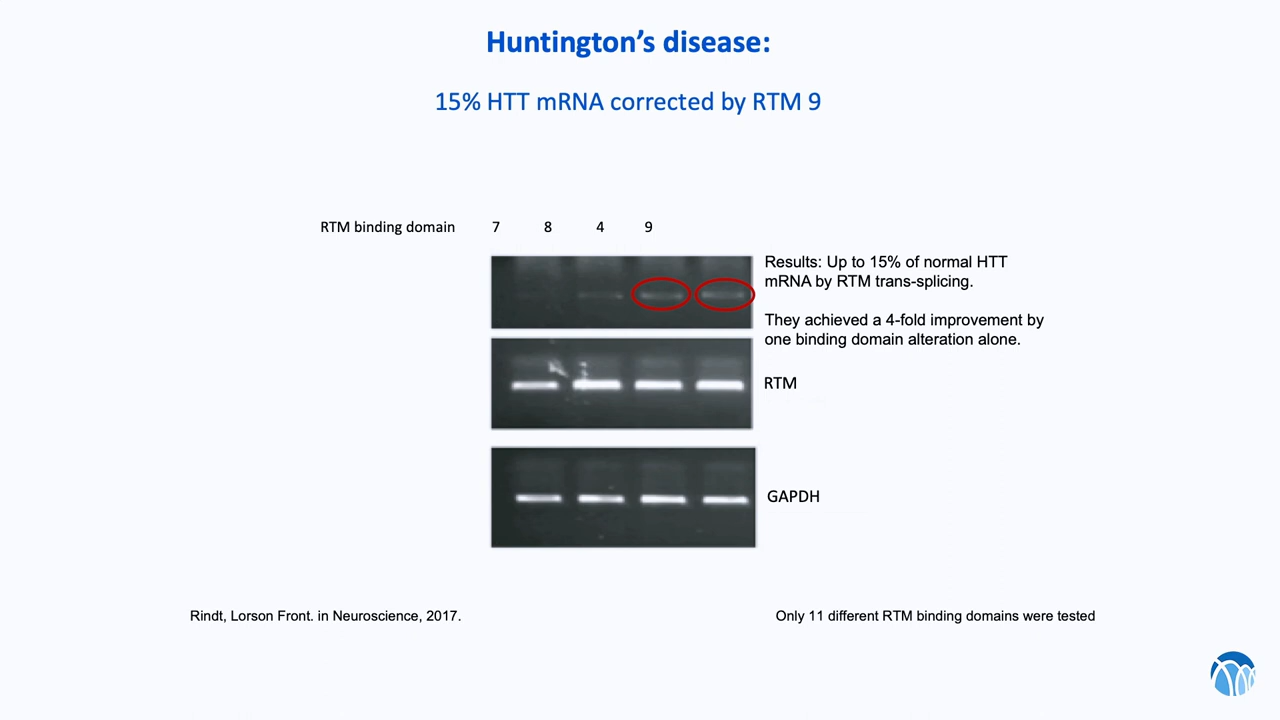 Huntington’s disease:
15% HTT mRNA corrected by RTM 9
RTM binding domain 7 8 4 9
Results: Up to 15% of normal HTT
mRNA by RTM trans-splicing.
They achieved a 4-fold improvement by
one binding domain alteration alone.
RTM
GAPDH
Rindt, Lorson Front. in Neuroscience, 2017.
Only 11 different RTM binding domains were tested